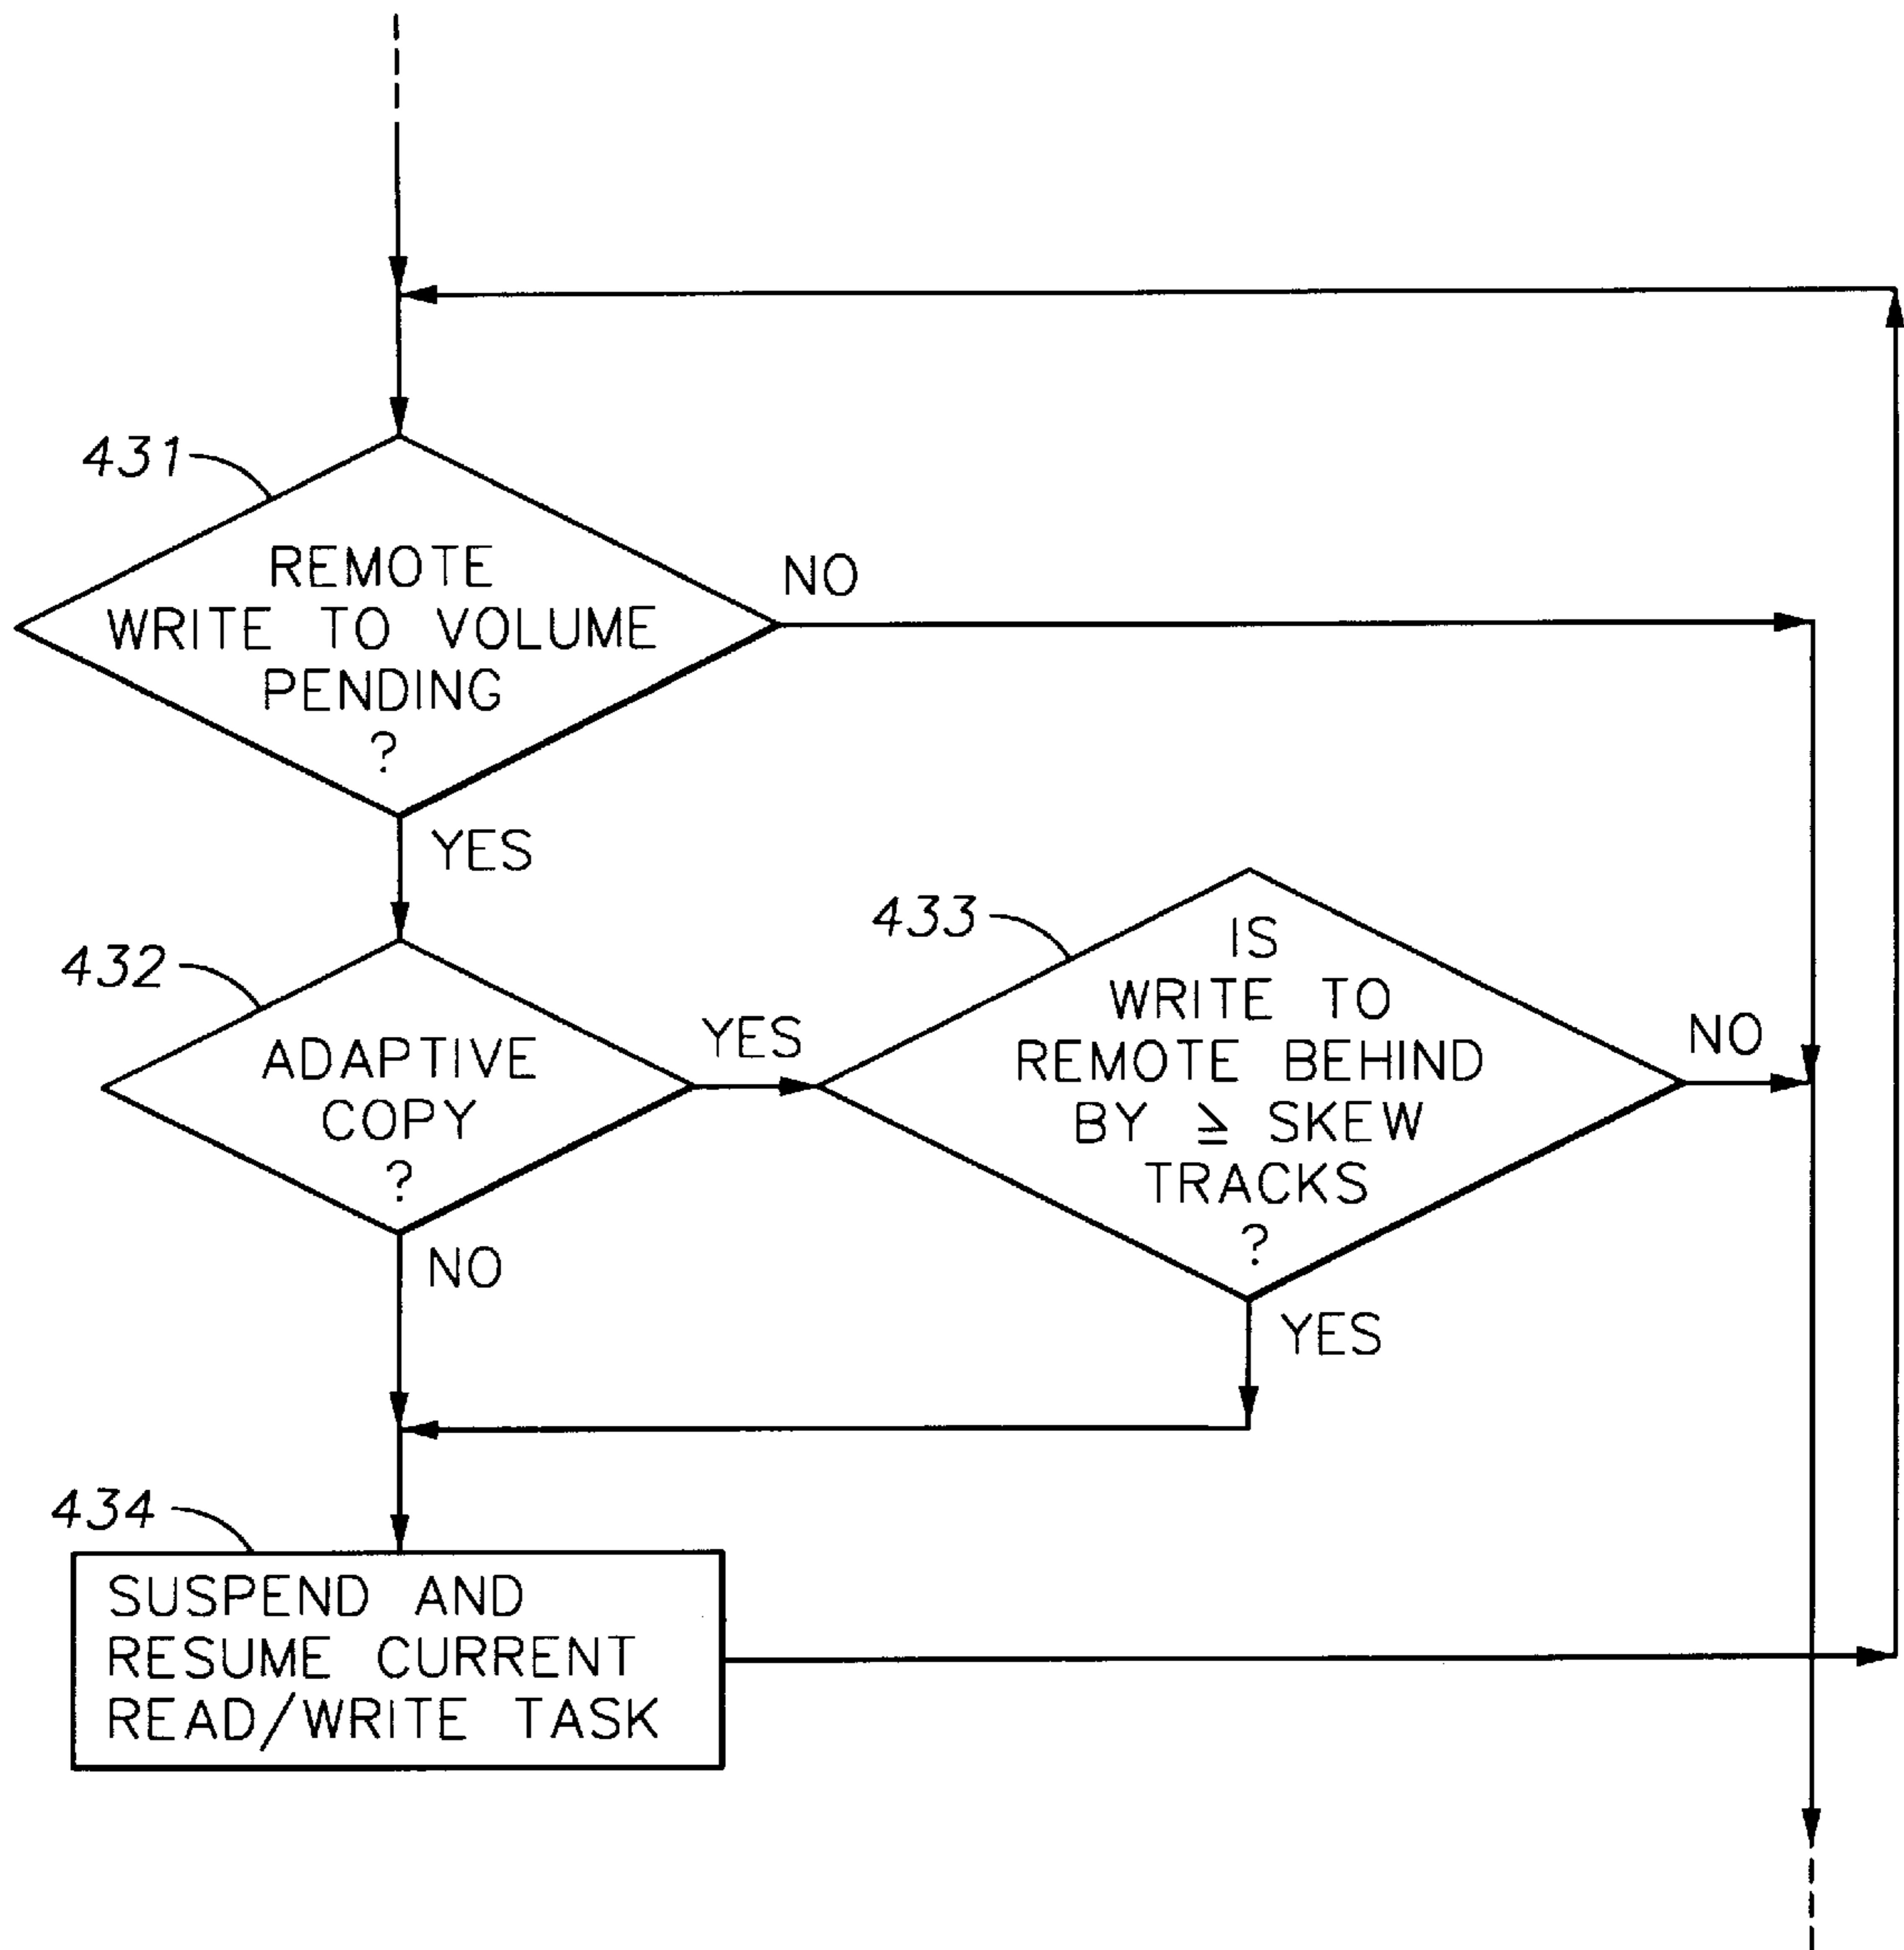 431
REMOTE
WRITE TO VOLUME
PENDING
?
NO
YES
432
ADAPTIVE
COPY
?
YES
NO
433
IS
WRITE TO
REMOTE BEHIND
BY ≥ SKEW
TRACKS
?
NO
YES
434
SUSPEND AND
RESUME CURRENT
READ/WRITE TASK